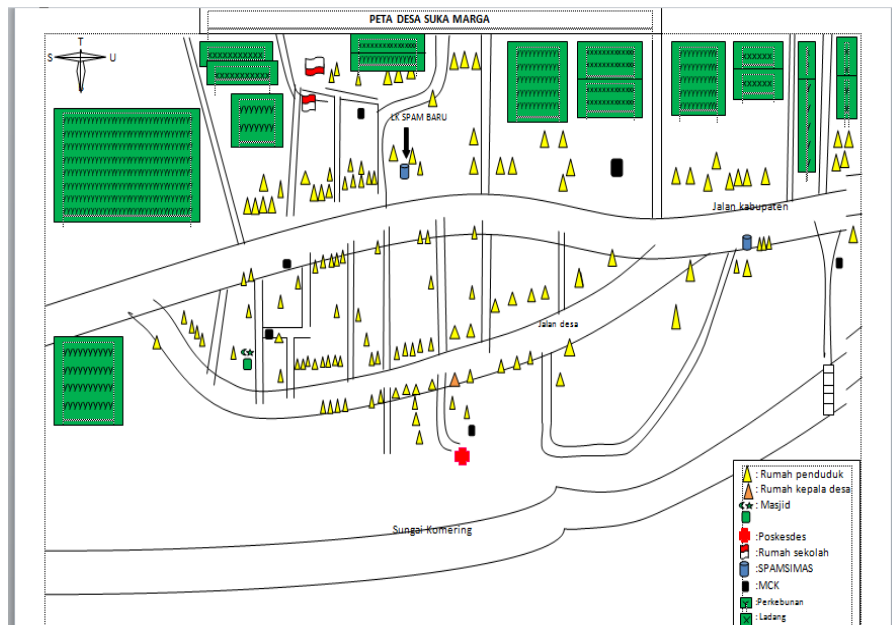 PETA DESA SUKA MARGA
T
S U
LK SPAM BARU
Jalan kabupaten
Jalan desa
Sungai Komering
: Rumah penduduk
: Rumah kepala desa
: Masjid
:Poskesdes
:Rumah sekolah
:SPAMSIMAS
:MCK
:Perkebunan
: Ladang